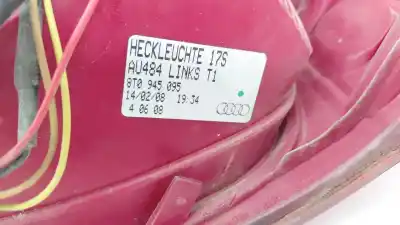 HECKLEUCHTE 17S
AU484 LINKS T1
8T0 945 095
14/02/08 19:34
4 06 08